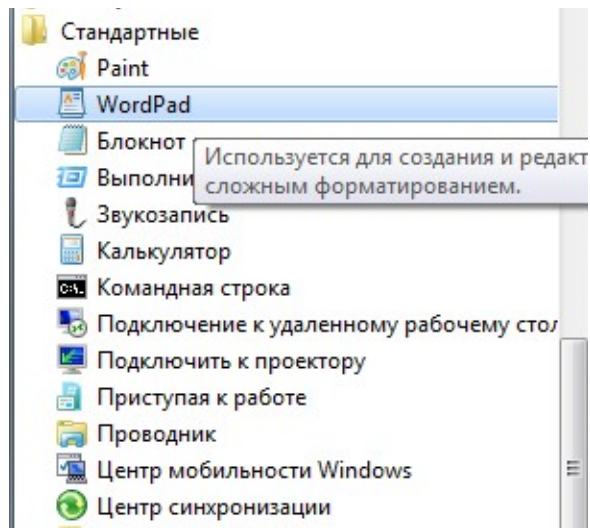 Стандартные
Paint
WordPad
Блокнот
Используется для создания и редакт
сложным форматированием.
Выполни
Звукозапись
Калькулятор
Командная строка
Подключение к удаленному рабочему стол
Подключить к проектору
Приступая к работе
Проводник
Центр мобильности Windows
Центр синхронизации